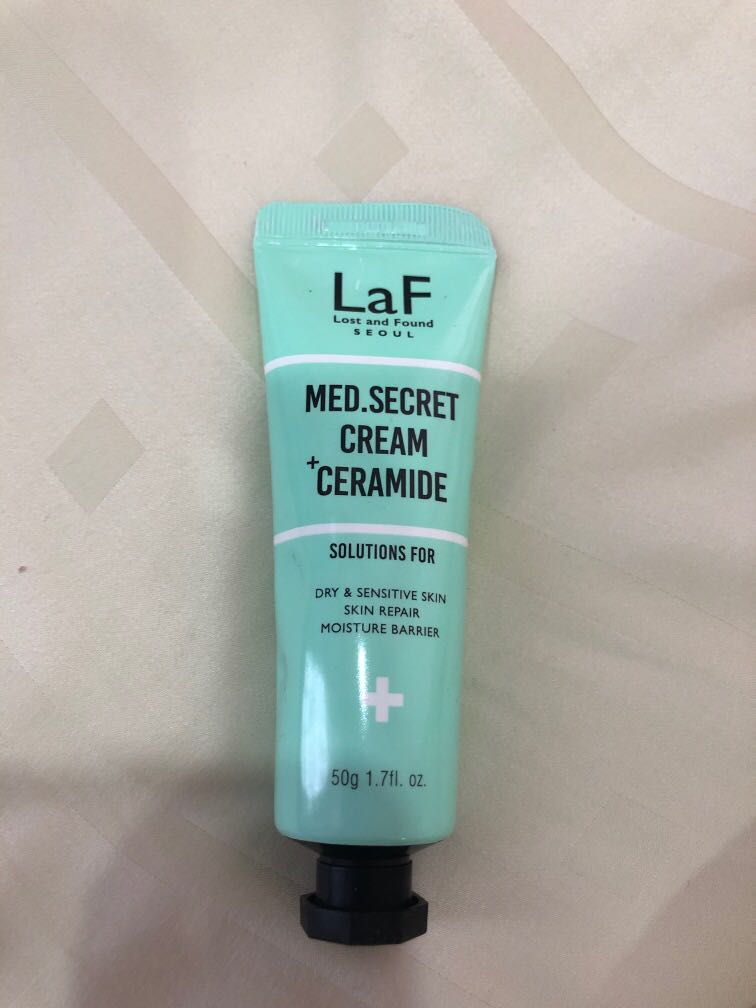 LaF
Lost and Found
SEOUL
MED.SECRET
CREAM
+CERAMIDE
SOLUTIONS FOR
DRY & SENSITIVE SKIN
SKIN REPAIR
MOISTURE BARRIER
50g 1.7fl. oz.